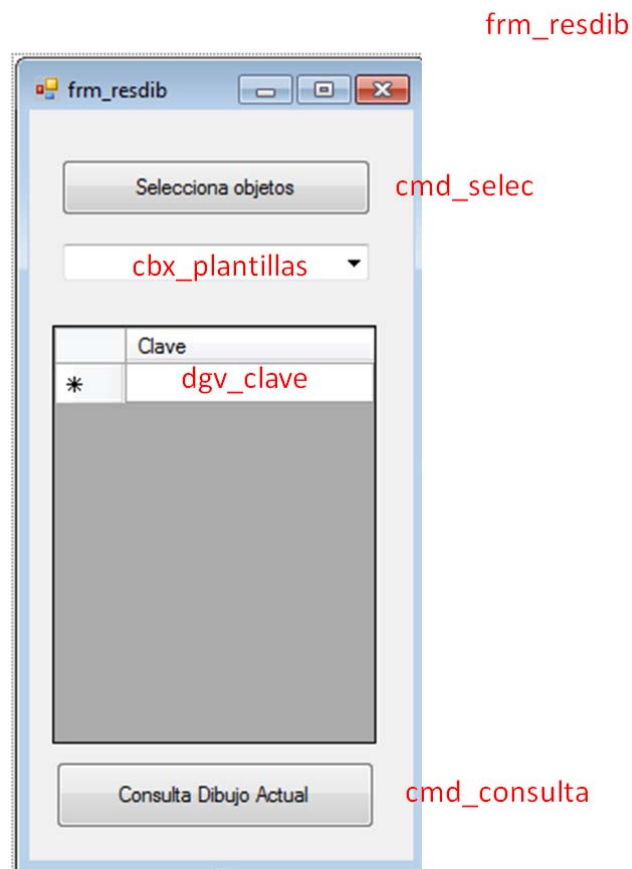 frm_resdib
frm_resdib
Selecciona objetos
cmd_selec
cbx_plantillas
Clave
dgv_clave
Consulta Dibujo Actual
cmd_consulta